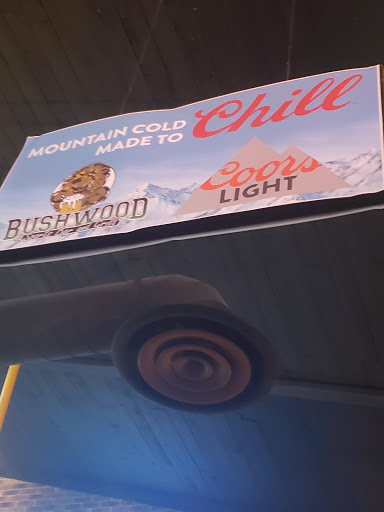 MOUNTAIN COLD
MADE TO Chill
BUSHWOOD
Coors
LIGHT